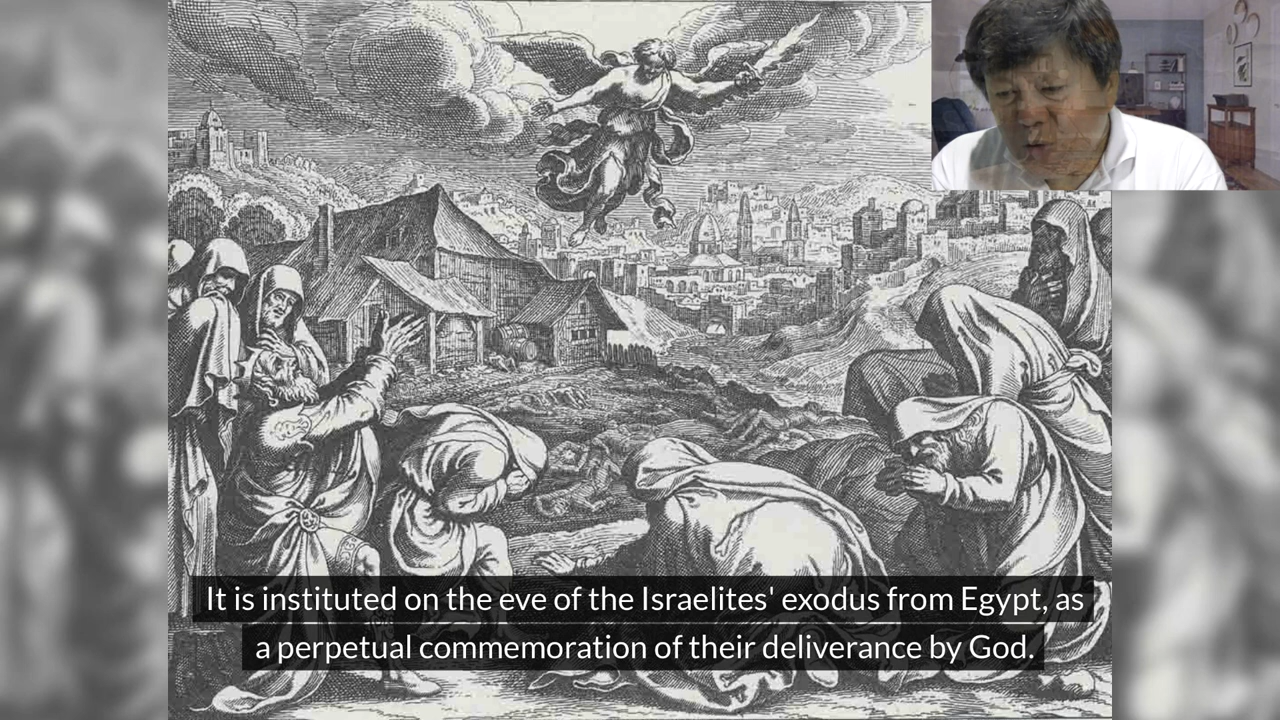 It is instituted on the eve of the Israelites' exodus from Egypt, as
a perpetual commemoration of their deliverance by God.